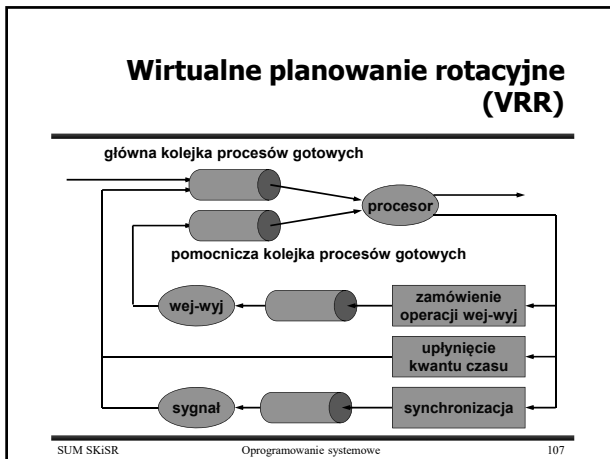 Wirtualne planowanie rotacyjne
(VRR)
główna kolejka procesów gotowych
procesor
pomocnicza kolejka procesów gotowych
wej-wyj
zamówienie
operacji wej-wyj
upłynięcie
kwantu czasu
sygnał
synchronizacja
SUM SKiSR
Oprogramowanie systemowe
107